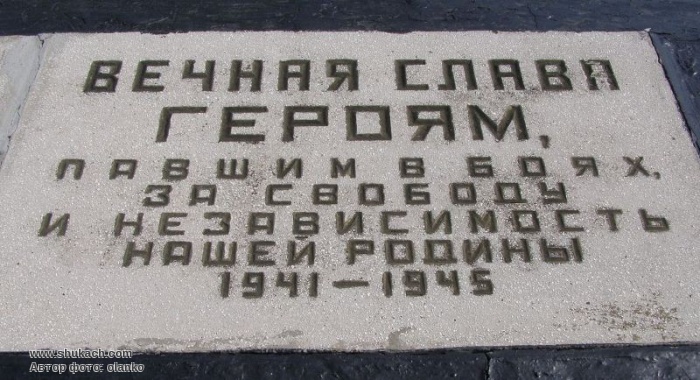 ВЕЧНАЯ СЛАВА
ГЕРОЯМ,
ПАВШИМ В БОЯХ,
ЗА СВОБОДУ
И НЕЗАВИСИМОСТЬ
НАШЕЙ РОДИНЫ
1941—1945
www.shukach.com
Автор фото: olanko